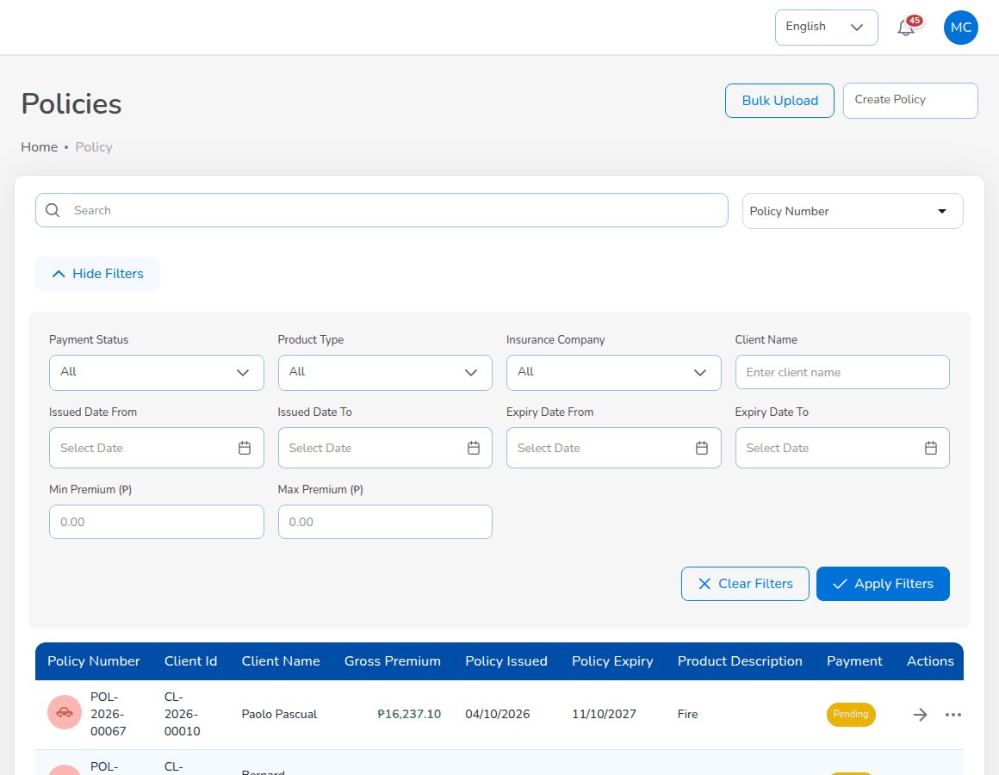 English
45
MC
Policies
Bulk Upload
Create Policy
Home • Policy
Search
Policy Number
Hide Filters
Payment Status
Product Type
Insurance Company
Client Name
All
All
All
Enter client name
Issued Date From
Issued Date To
Expiry Date From
Expiry Date To
Select Date
Select Date
Select Date
Select Date
Min Premium (₱)
Max Premium (₱)
0.00
0.00
Clear Filters
Apply Filters
Policy Number Client Id Client Name Gross Premium Policy Issued Policy Expiry Product Description Payment Actions
POL-2026-00067
CL-2026-00010
Paolo Pascual
₱16,237.10
04/10/2026
11/10/2027
Fire
Pending
POL-
CL-
Bernard